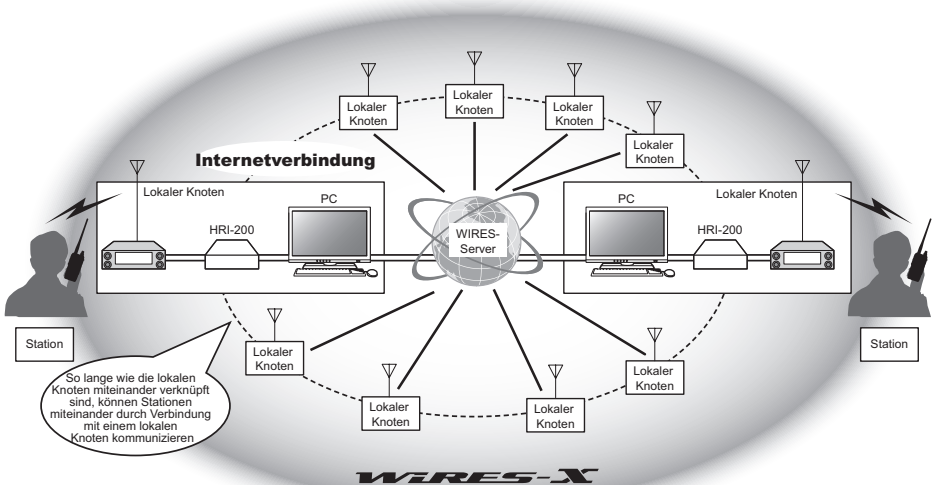 Lokaler
Knoten
Lokaler
Knoten
Lokaler
Knoten
Lokaler
Knoten
Internetverbindung
Lokaler Knoten
PC
HRI-200
WIRES-
Server
Lokaler Knoten
PC
HRI-200
Station
Station
Lokaler
Knoten
Lokaler
Knoten
Lokaler
Knoten
Lokaler
Knoten
So lange wie die lokalen
Knoten miteinander verknüpft
sind, können Stationen
miteinander durch Verbindung
mit einem lokalen
Knoten kommunizieren
WiRES-X